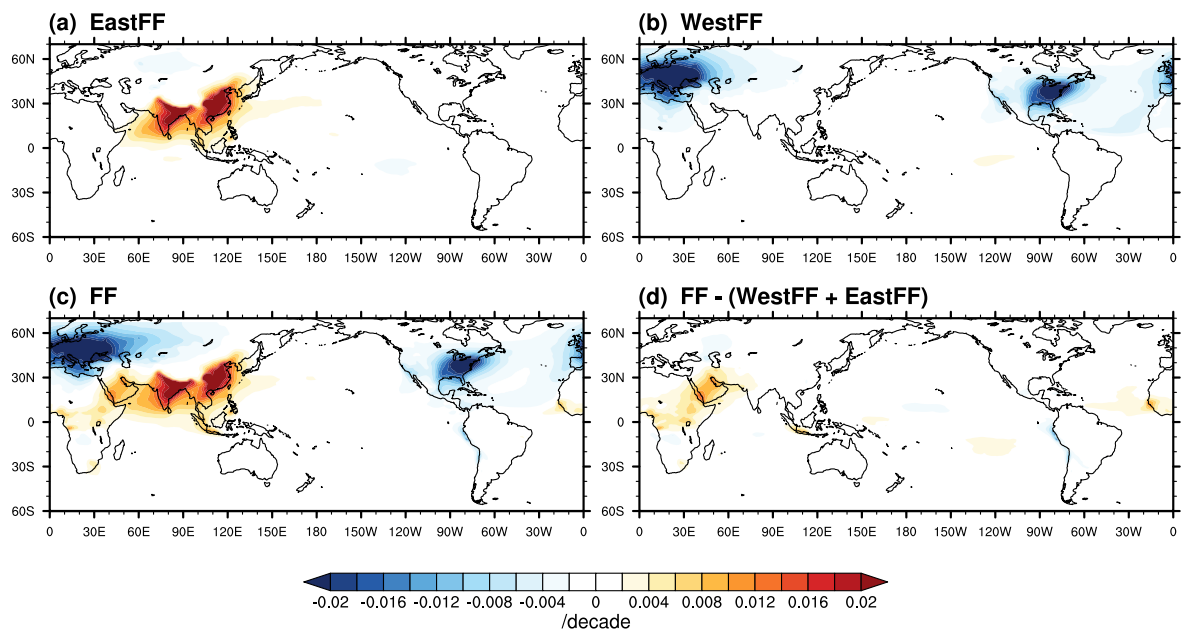 (a) EastFF
(b) WestFF
60N
30N
0
30S
60S
0 30E 60E 90E 120E 150E 180 150W 120W 90W 60W 30W 0
60N
30N
0
30S
60S
0 30E 60E 90E 120E 150E 180 150W 120W 90W 60W 30W 0
(c) FF
(d) FF - (WestFF + EastFF)
60N
30N
0
30S
60S
0 30E 60E 90E 120E 150E 180 150W 120W 90W 60W 30W 0
60N
30N
0
30S
60S
0 30E 60E 90E 120E 150E 180 150W 120W 90W 60W 30W 0
-0.02 -0.016 -0.012 -0.008 -0.004 0 0.004 0.008 0.012 0.016 0.02
/decade